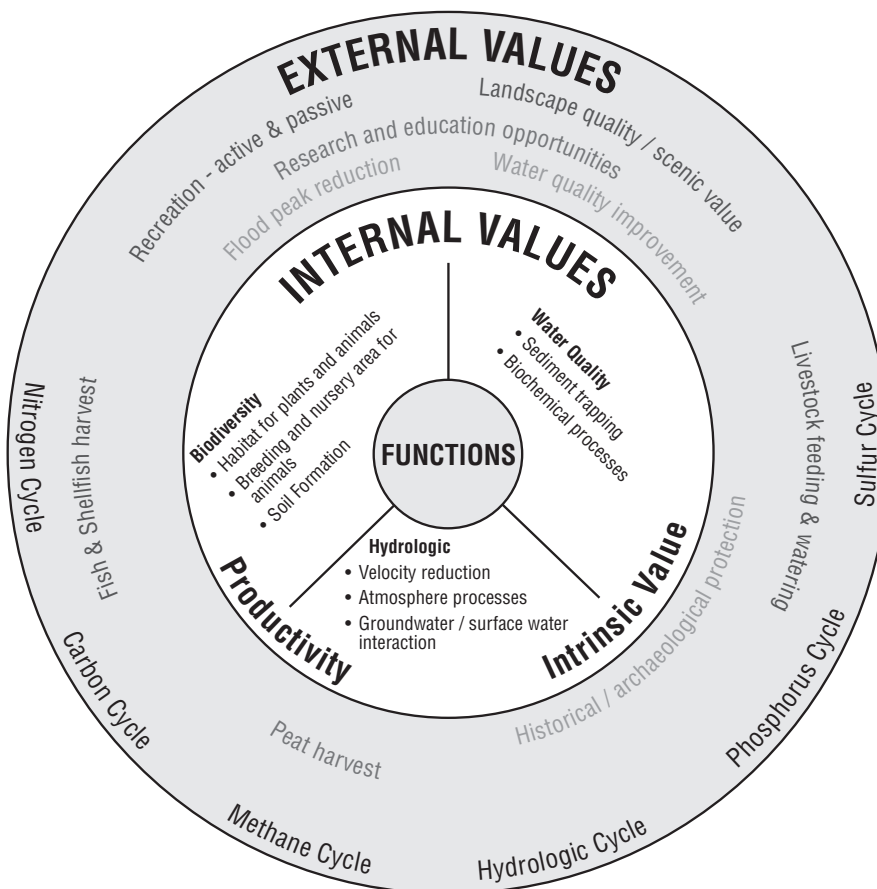 EXTERNAL VALUES
Recreation - active & passive
Landscape quality / scenic value
Research and education opportunities
Flood peak reduction
Water quality improvement
INTERNAL VALUES
Biodiversity
• Habitat for plants and animals
• Breeding and nursery area for
animals
• Soil Formation
Water Quality
• Sediment trapping
• Biochemical processes
FUNCTIONS
Hydrologic
• Velocity reduction
• Atmosphere processes
• Groundwater / surface water
interaction
Productivity
Intrinsic Value
Nitrogen Cycle
Fish & Shellfish harvest
Livestock feeding & watering
Sulfur Cycle
Historical / archaeological protection
Carbon Cycle
Peat harvest
Phosphorus Cycle
Methane Cycle
Hydrologic Cycle